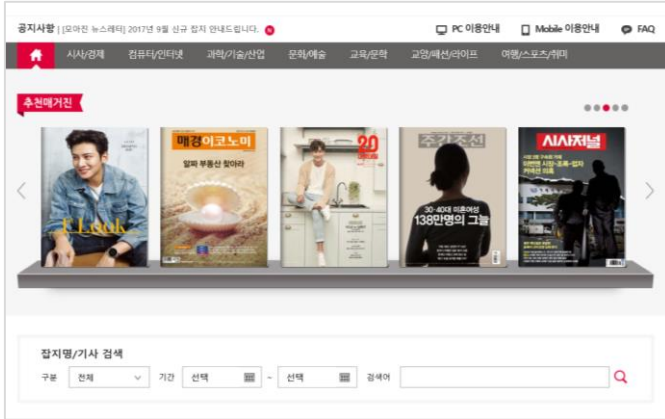 공지사항 | [모아진 뉴스레터] 2017년 9월 신규 잡지 안내드립니다. N
PC 이용안내 Mobile 이용안내 FAQ
시사/경제 컴퓨터/인터넷 과학/기술/산업 문화/예술 교육/문학 교양/패션/라이프 여행/스포츠/취미
추천매거진
1st Look
매경이코노미
알짜 부동산 찾아라
20
주간조선
30·40대 미혼여성
138만명의 그늘
시사저널
잡지명/기사 검색
구분 전체 기간 선택 ~ 선택 검색어